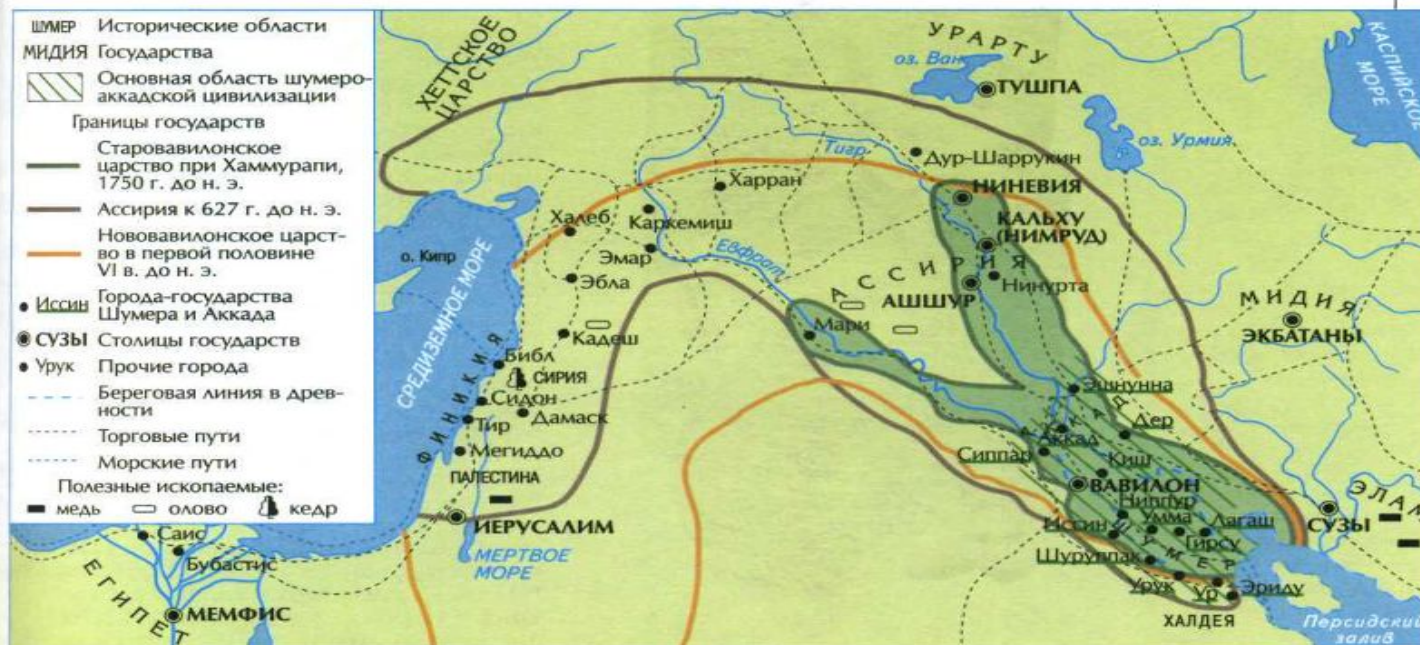 ШУМЕР Исторические области
МИДИЯ Государства
Основная область шумеро-
аккадской цивилизации
Границы государств
Старовавилонское
царство при Хаммурапи,
1750 г. до н. э.
Ассирия к 627 г. до н. э.
Нововавилонское царст-
во в первой половине
VI в. до н. э.
Иссин Города-государства
Шумера и Аккада
СУЗЫ Столицы государств
Урук Прочие города
Береговая линия в древ-
ности
Торговые пути
Морские пути
Полезные ископаемые:
медь олово кедр
ХЕТТСКОЕ
ЦАРСТВО
УРАРТУ
оз. Ван
ТУШПА
КАСПИЙСКОЕ
МОРЕ
оз. Урмия
Тигр
Дур-Шаррукин
Харран
НИНЕВИЯ
Каркемиш
Халеб
КАЛЬХУ
(НИМРУД)
Эмар
Евфрат
о. Кипр
Эбла
АССИРИЯ
АШШУР
Нинурта
СРЕДИЗЕМНОЕ МОРЕ
МИДИЯ
ЭКБАТАНЫ
Мари
Кадеш
Библ
СИРИЯ
ФИНИКИЯ
Сидон
Дамаск
Тир
Мегиддо
ПАЛЕСТИНА
ИЕРУСАЛИМ
МЕРТВОЕ
МОРЕ
Эшнунна
АККАД
Дер
Аккад
Сиппар
Киш
ВАВИЛОН
Ниппур
ЭЛАМ
СУЗЫ
Иссин
Умма
Лагаш
Гирсу
ШУМЕР
Шуруппак
Урук
Ур
Эриду
ХАЛДЕЯ
Персидский
залив
Саис
Бубастис
ЕГИПЕТ
МЕМФИС